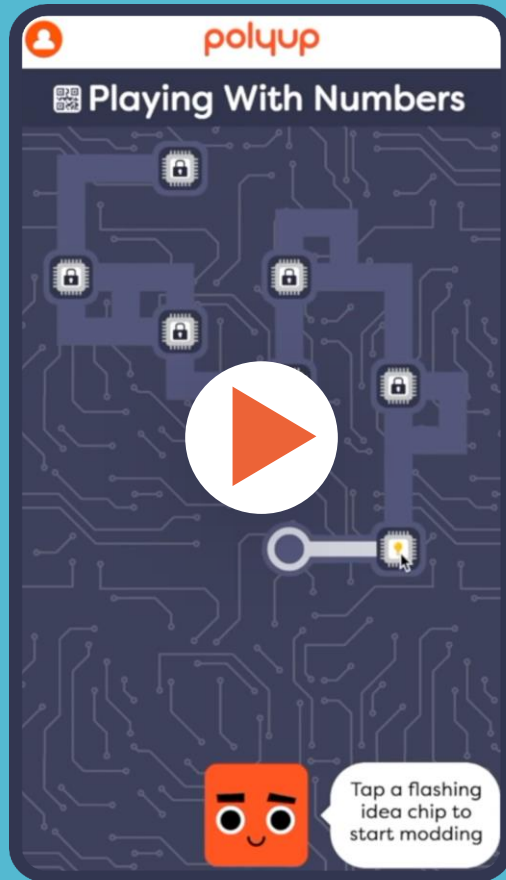 polyup
Playing With Numbers
Tap a flashing
idea chip to
start modding